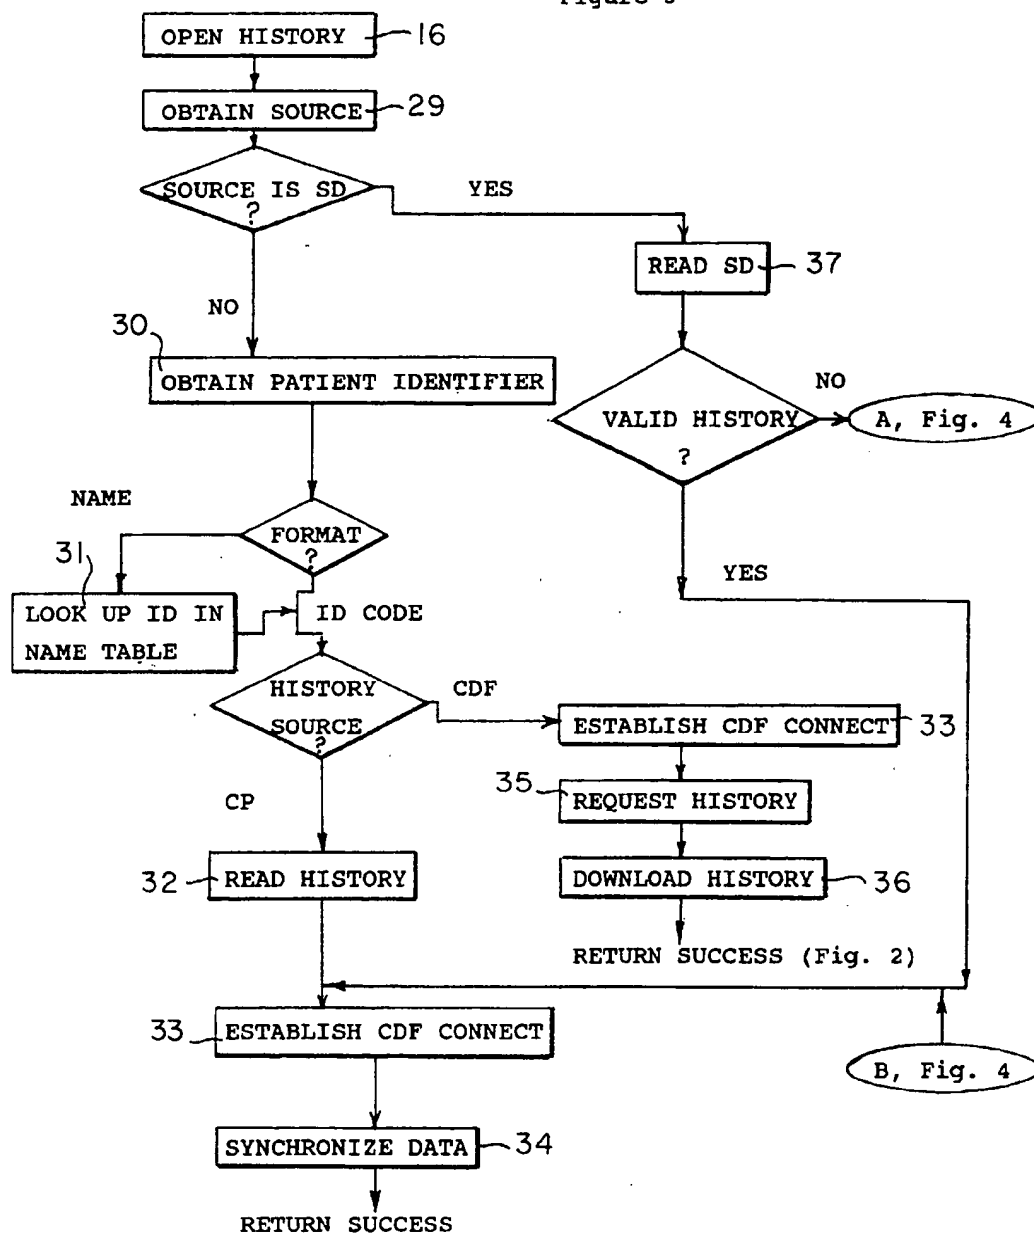 OPEN HISTORY 16
OBTAIN SOURCE 29
SOURCE IS SD
?
YES
READ SD 37
NO
30
OBTAIN PATIENT IDENTIFIER
NO
VALID HISTORY
?
A, Fig. 4
NAME
FORMAT
?
31
YES
LOOK UP ID IN
NAME TABLE
ID CODE
HISTORY
SOURCE
?
CDF
ESTABLISH CDF CONNECT 33
35 REQUEST HISTORY
CP
32 READ HISTORY
DOWNLOAD HISTORY 36
RETURN SUCCESS (Fig. 2)
33 ESTABLISH CDF CONNECT
B, Fig. 4
SYNCHRONIZE DATA 34
RETURN SUCCESS